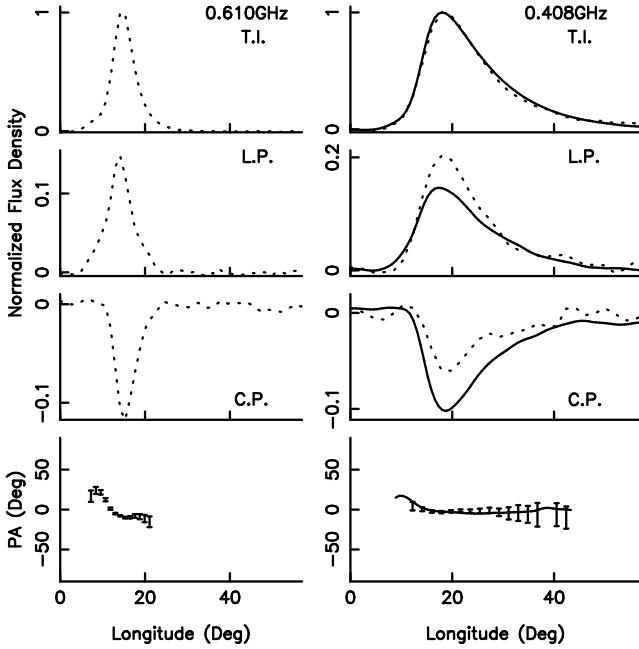 0.610GHz
T.I.
0.408GHz
T.I.
1
0
1
0
L.P.
0.1
0
L.P.
0.2
0
Normalized Flux Density
0
−0.1
C.P.
0
−0.1
C.P.
PA (Deg)
50
0
−50
50
0
−50
0 20 40
0 20 40
Longitude (Deg)
Longitude (Deg)